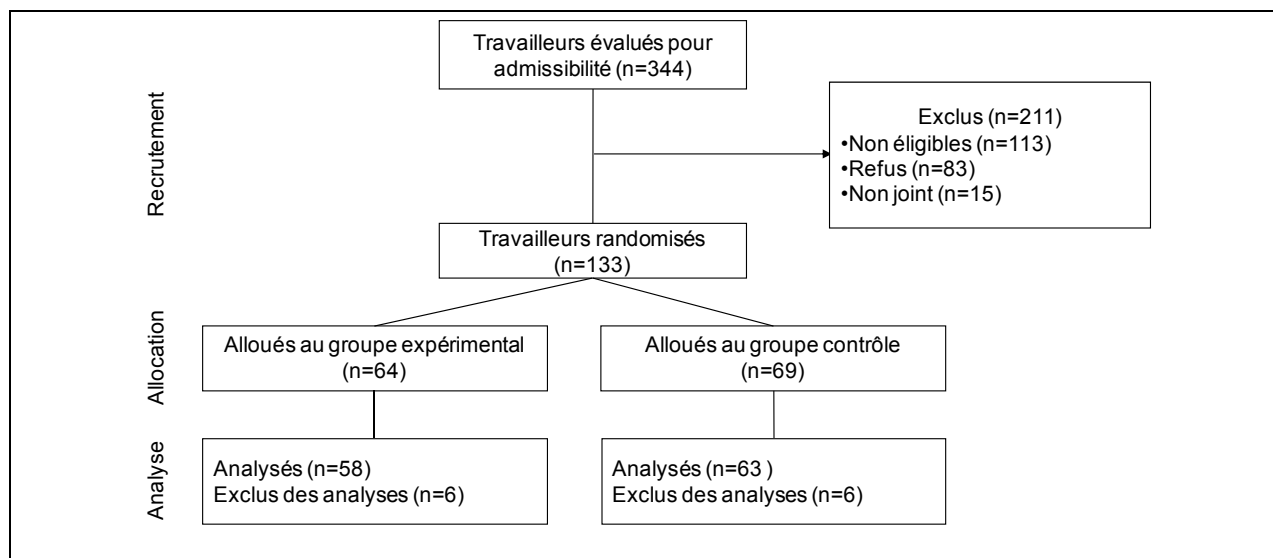 Travailleurs évalués pour
admissibilité (n=344)
Recrutement
Exclus (n=211)
•Non éligibles (n=113)
•Refus (n=83)
•Non joint (n=15)
Travailleurs randomisés
(n=133)
Allocation
Alloués au groupe expérimental
(n=64)
Alloués au groupe contrôle
(n=69)
Analyse
Analysés (n=58)
Exclus des analyses (n=6)
Analysés (n=63 )
Exclus des analyses (n=6)